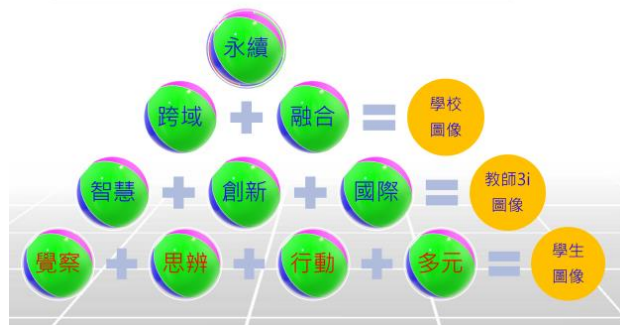 永續
跨域 + 融合 = 學校圖像
智慧 + 創新 + 國際 = 教師3i圖像
覺察 + 思辨 + 行動 + 多元 = 學生圖像